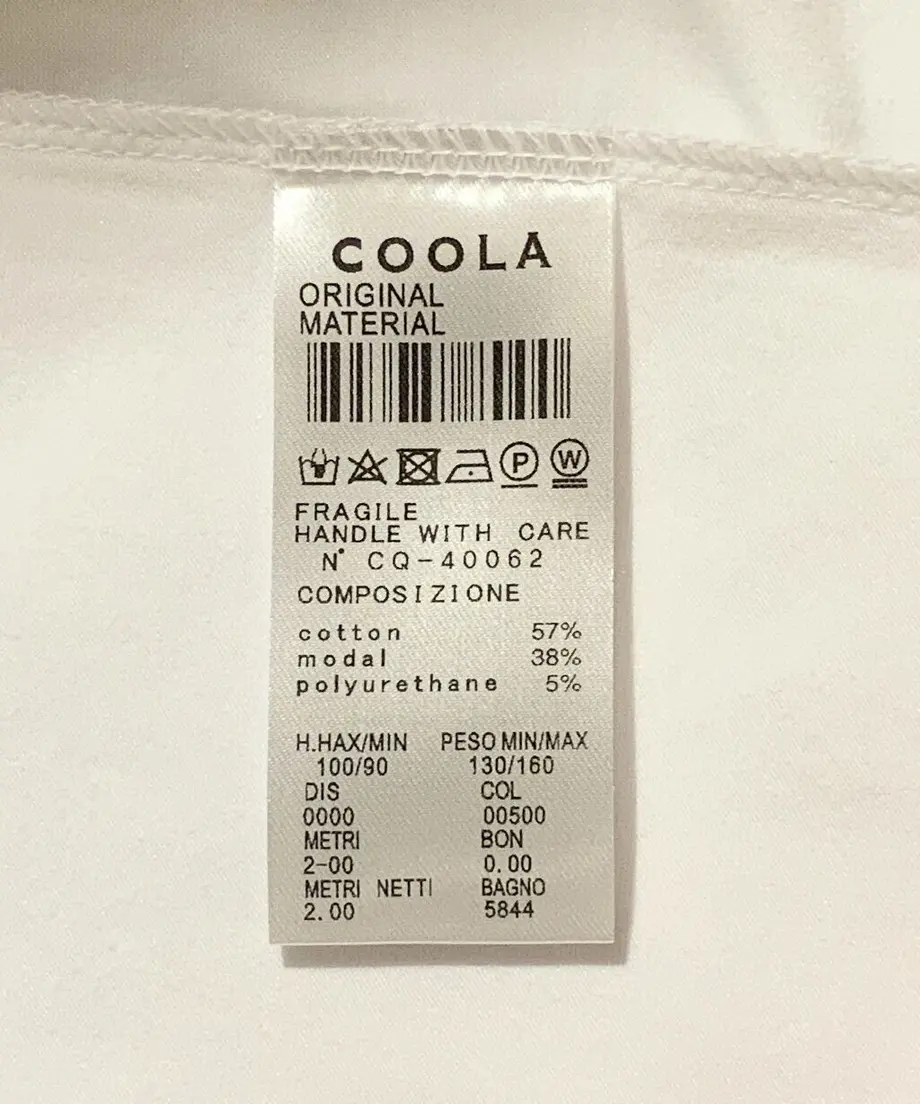 COOLA
ORIGINAL
MATERIAL
P W
FRAGILE
HANDLE WITH CARE
N° CQ-40062
COMPOSIZIONE
cotton 57%
modal 38%
polyurethane 5%
H.HAX/MIN PESO MIN/MAX
100/90 130/160
DIS COL
0000 00500
METRI BON
2-00 0.00
METRI NETTI BAGNO
2.00 5844